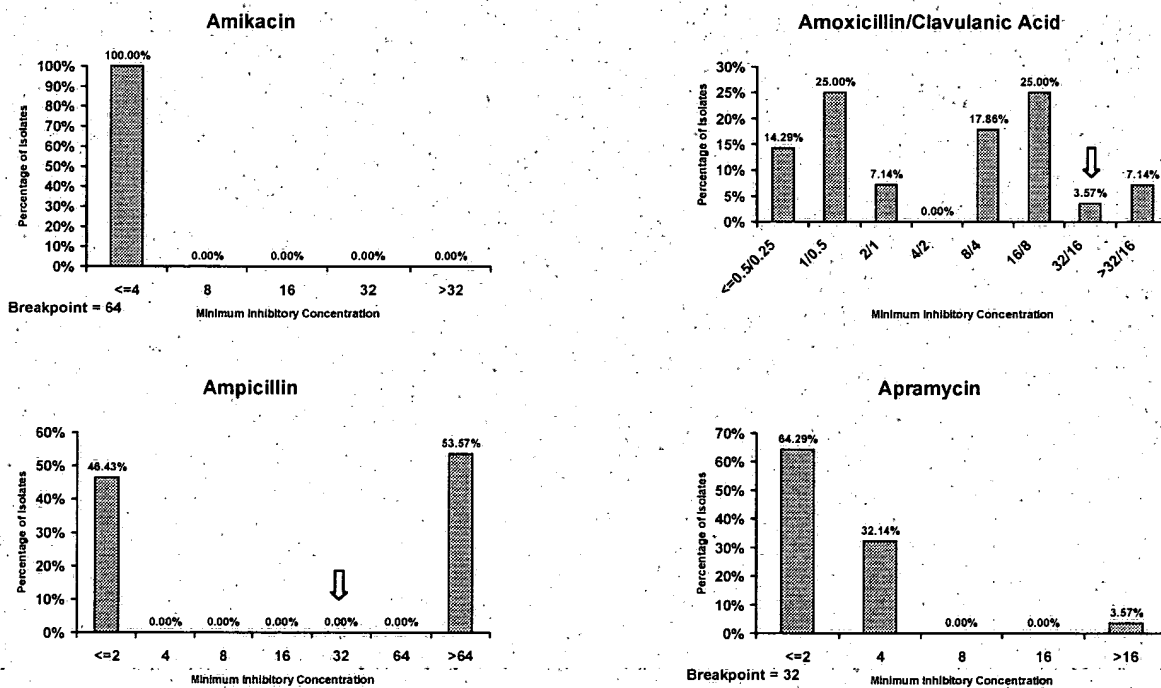 Amikacin
100.00%
100%
90%
80%
70%
60%
50%
40%
30%
20%
10%
0%
Percentage of Isolates
0.00% 0.00% 0.00% 0.00%
<=4 8 16 32 >32
Breakpoint = 64
Minimum Inhibitory Concentration
Amoxicillin/Clavulanic Acid
30%
25%
20%
15%
10%
5%
0%
Percentage of Isolates
14.29% 25.00% 7.14% 0.00% 17.86% 25.00% 3.57% 7.14%
<=0.5/0.25 1/0.5 2/1 4/2 8/4 16/8 32/16 >32/16
Minimum Inhibitory Concentration
Ampicillin
60%
50%
40%
30%
20%
10%
0%
Percentage of Isolates
46.43% 0.00% 0.00% 0.00% 0.00% 0.00% 53.57%
<=2 4 8 16 32 64 >64
Minimum Inhibitory Concentration
Apramycin
70%
60%
50%
40%
30%
20%
10%
0%
Percentage of Isolates
64.29% 32.14% 0.00% 0.00% 3.57%
<=2 4 8 16 >16
Breakpoint = 32
Minimum Inhibitory Concentration